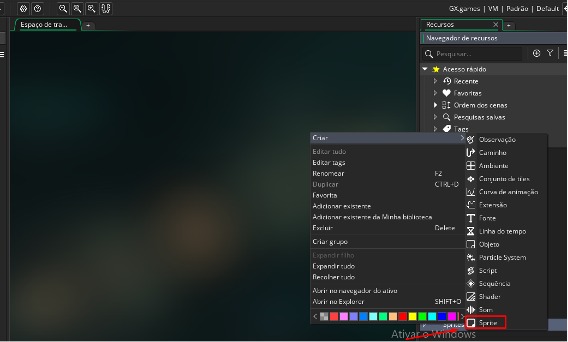 GX.games | VM | Padrão | Default
Espaço de tra...
Recursos
Navegador de recursos
Pesquisar...
Acesso rápido
Recente
Favoritas
Ordem dos cenas
Pesquisas salvas
Tags
Criar
Editar tudo
Editar tags
Renomear F2
Duplicar CTRL+D
Favorita
Adicionar existente
Adicionar existente da Minha biblioteca
Excluir Delete
Criar grupo
Expandir filho
Expandir tudo
Recolher tudo
Abrir no navegador do ativo
Abrir no Explorer SHIFT+O
Observação
Caminho
Ambiente
Conjunto de tiles
Curva de animação
Extensão
Fonte
Linha do tempo
Objeto
Particle System
Script
Sequência
Shader
Som
Sprite
Sprites
Ativar o Windows